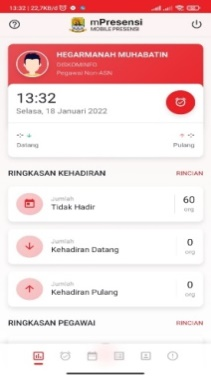 13:32 | 22,7KB/d
mPresensi
MOBILE PRESENSI
HEGARMANAH MUHABATIN
DISKOMINFO
Pegawai Non-ASN
13:32
Selasa, 18 Januari 2022
-:-
-:-
Datang
Pulang
RINGKASAN KEHADIRAN
RINCIAN
Jumlah
Tidak Hadir
60
org
Jumlah
Kehadiran Datang
0
org
Jumlah
Kehadiran Pulang
0
org
RINGKASAN PEGAWAI
RINCIAN